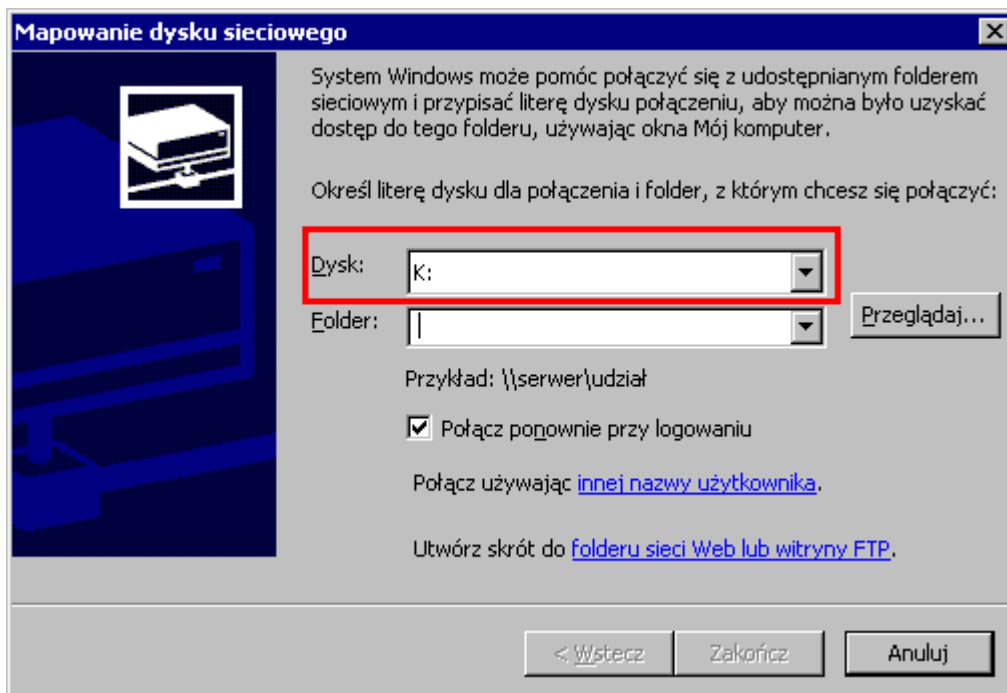 Mapowanie dysku sieciowego
System Windows może pomóc połączyć się z udostępnianym folderem
sieciowym i przypisać literę dysku połączeniu, aby można było uzyskać
dostęp do tego folderu, używając okna Mój komputer.
Określ literę dysku dla połączenia i folder, z którym chcesz się połączyć:
Dysk: K:
Folder:
Przeglądaj...
Przykład: \\serwer\udział
Połącz ponownie przy logowaniu
Połącz używając innej nazwy użytkownika.
Utwórz skrót do folderu sieci Web lub witryny FTP.
< Wstecz Zakończ Anuluj